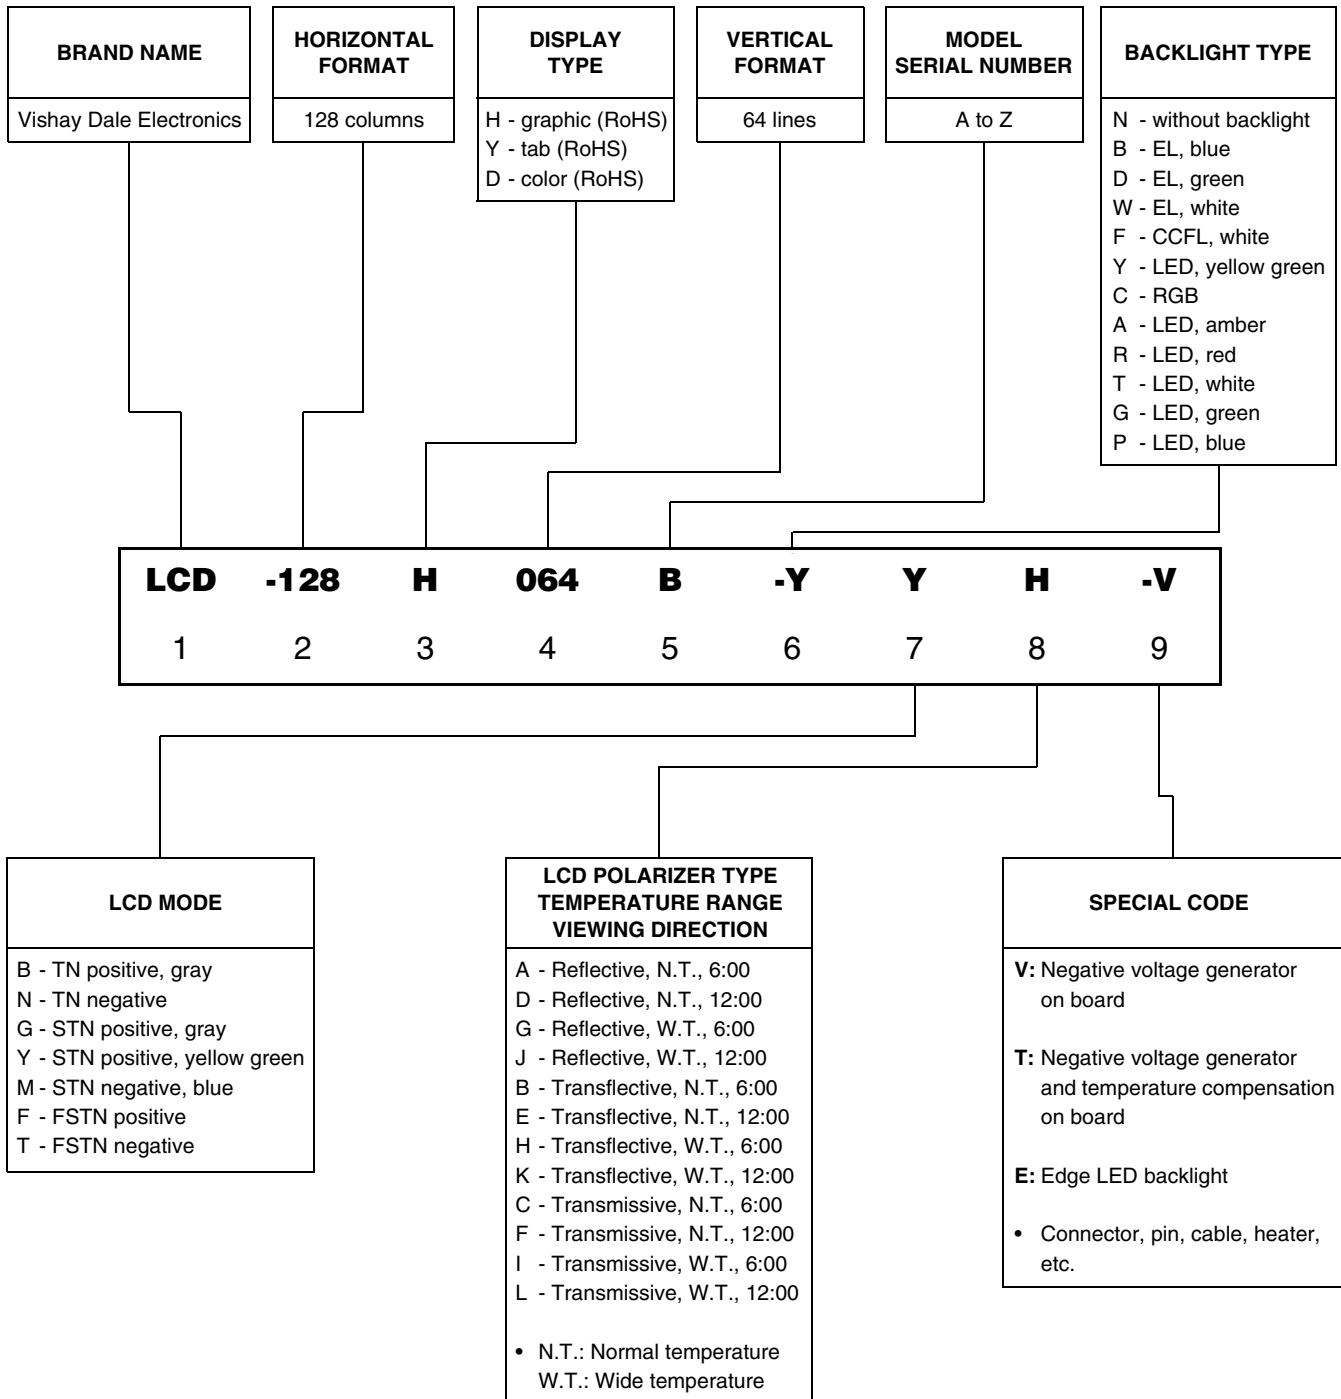 BRAND NAME
Vishay Dale Electronics
HORIZONTAL
FORMAT
128 columns
DISPLAY
TYPE
H - graphic (RoHS)
Y - tab (RoHS)
D - color (RoHS)
VERTICAL
FORMAT
64 lines
MODEL
SERIAL NUMBER
A to Z
BACKLIGHT TYPE
N - without backlight
B - EL, blue
D - EL, green
W - EL, white
F - CCFL, white
Y - LED, yellow green
C - RGB
A - LED, amber
R - LED, red
T - LED, white
G - LED, green
P - LED, blue
LCD -128 H 064 B -Y Y H -V
1 2 3 4 5 6 7 8 9
LCD MODE
B - TN positive, gray
N - TN negative
G - STN positive, gray
Y - STN positive, yellow green
M - STN negative, blue
F - FSTN positive
T - FSTN negative
LCD POLARIZER TYPE
TEMPERATURE RANGE
VIEWING DIRECTION
A - Reflective, N.T., 6:00
D - Reflective, N.T., 12:00
G - Reflective, W.T., 6:00
J - Reflective, W.T., 12:00
B - Transflective, N.T., 6:00
E - Transflective, N.T., 12:00
H - Transflective, W.T., 6:00
K - Transflective, W.T., 12:00
C - Transmissive, N.T., 6:00
F - Transmissive, N.T., 12:00
I - Transmissive, W.T., 6:00
L - Transmissive, W.T., 12:00
• N.T.: Normal temperature
W.T.: Wide temperature
SPECIAL CODE
V: Negative voltage generator
on board
T: Negative voltage generator
and temperature compensation
on board
E: Edge LED backlight
• Connector, pin, cable, heater,
etc.